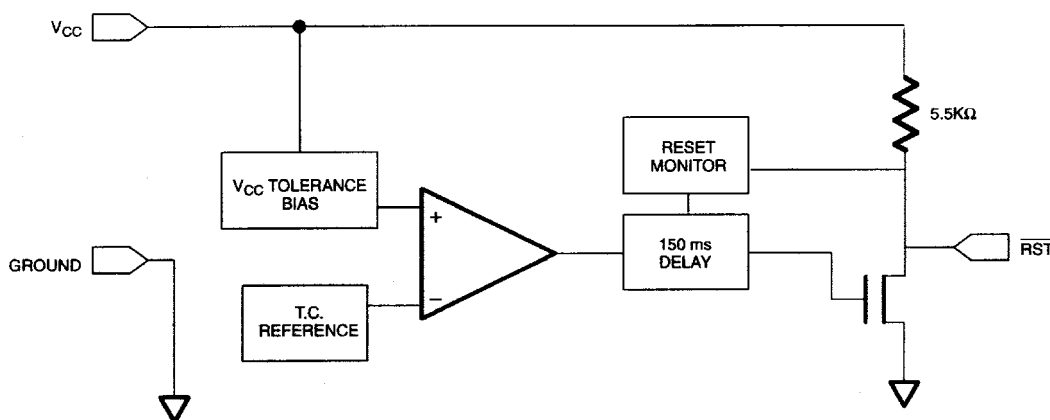 VCC
5.5KΩ
RESET
MONITOR
VCC TOLERANCE
BIAS
+
150 ms
DELAY
RST
GROUND
−
T.C.
REFERENCE